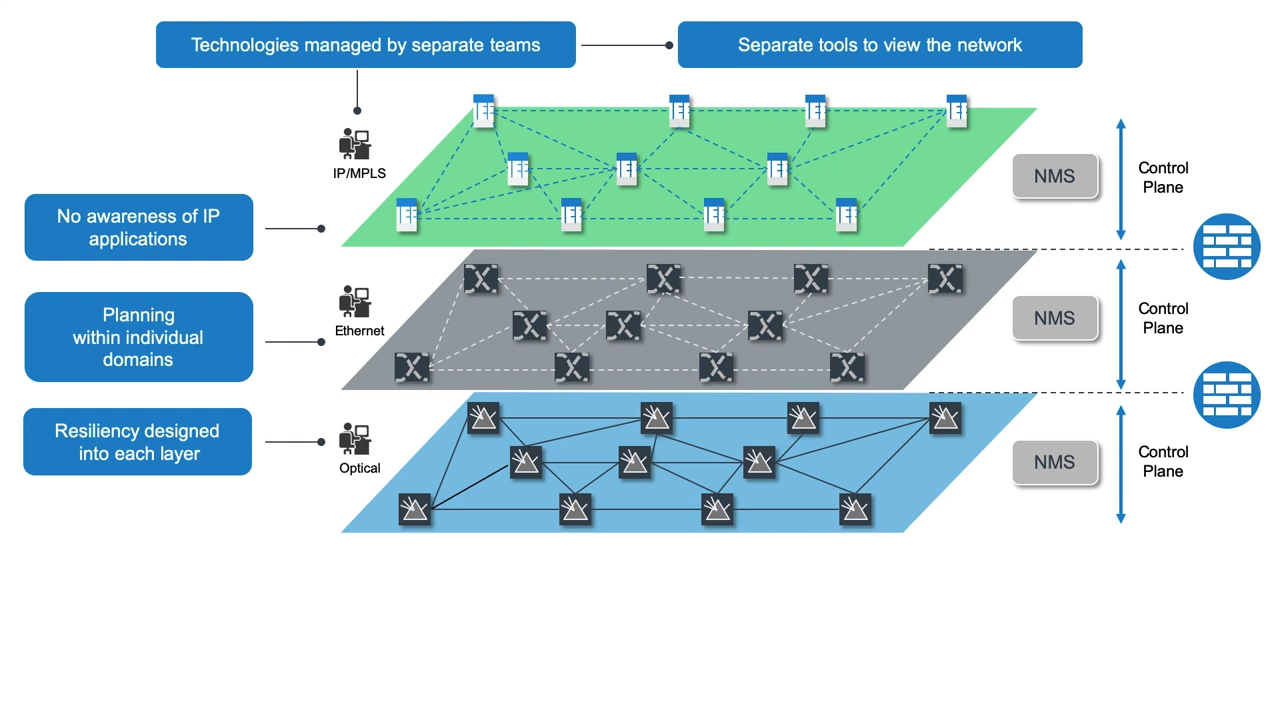 Technologies managed by separate teams
Separate tools to view the network
IP/MPLS
NMS
Control
Plane
No awareness of IP
applications
Ethernet
NMS
Control
Plane
Planning
within individual
domains
Resiliency designed
into each layer
Optical
NMS
Control
Plane